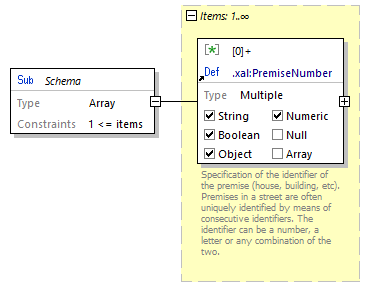 Items: 1..∞
[*] [0]+
Def .xal:PremiseNumber
Sub Schema
Type Array
Constraints 1 <= items
Type Multiple
String Numeric
Boolean Null
Object Array
Specification of the identifier of
the premise (house, building, etc).
Premises in a street are often
uniquely identified by means of
consecutive identifiers. The
identifier can be a number, a
letter or any combination of the
two.